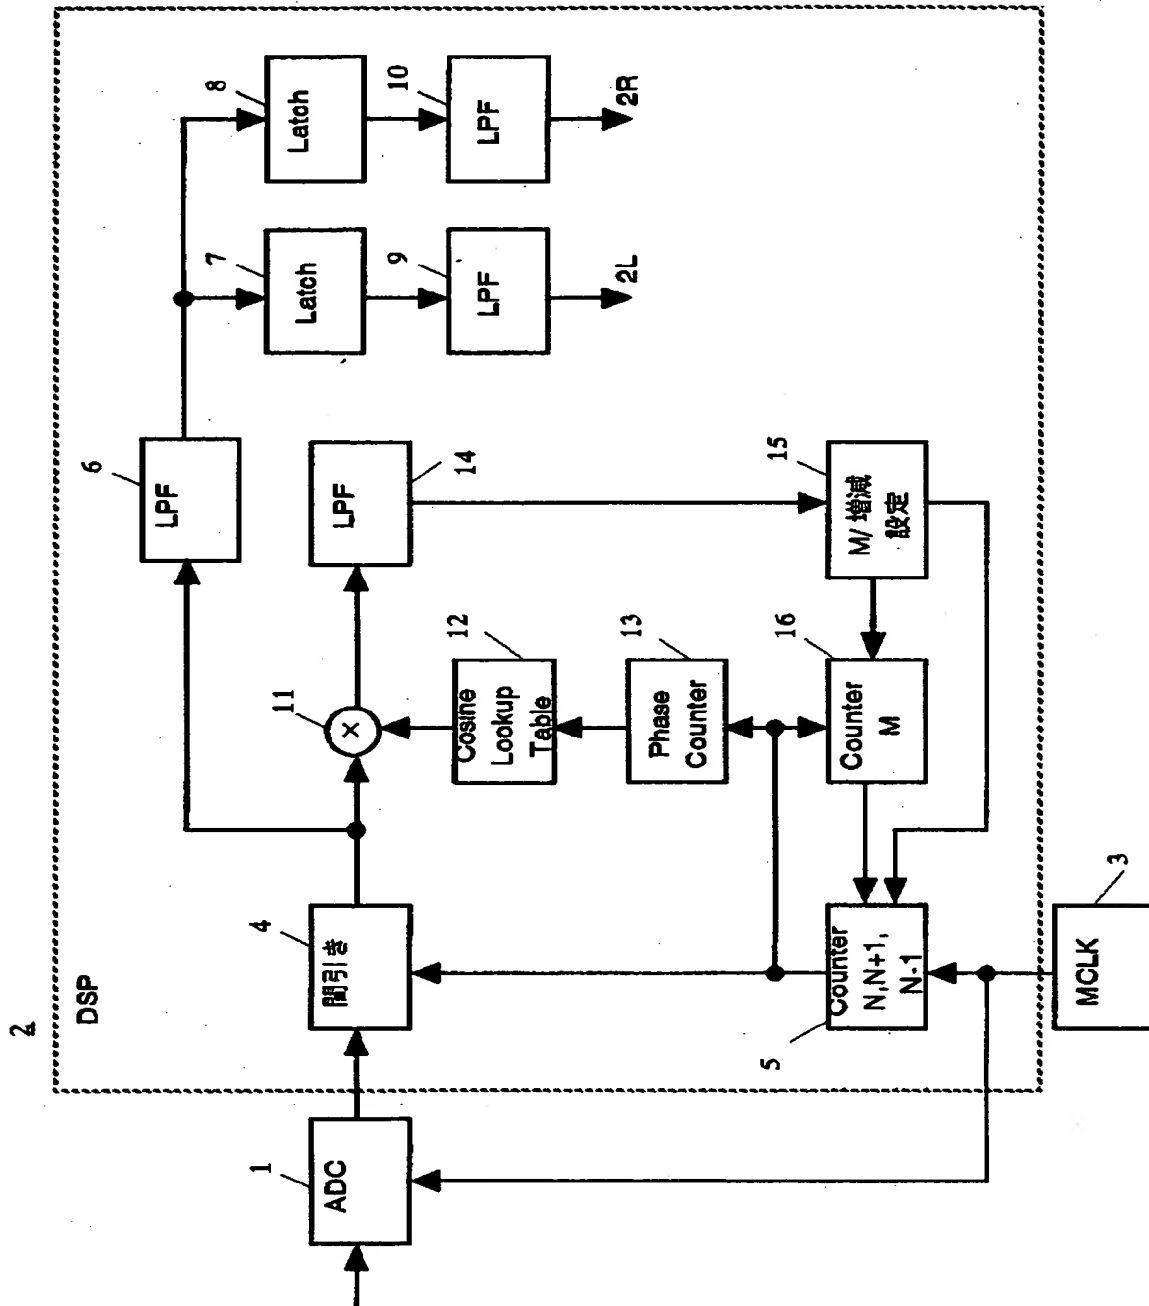 2
DSP
1
ADC
4
間引き
11
×
6
LPF
14
LPF
7
Latch
8
Latch
9
LPF
10
LPF
2L
2R
12
Cosine
Lookup
Table
13
Phase
Counter
5
Counter
N,N+1,
N-1
16
Counter
M
15
M/増減
設定
3
MCLK